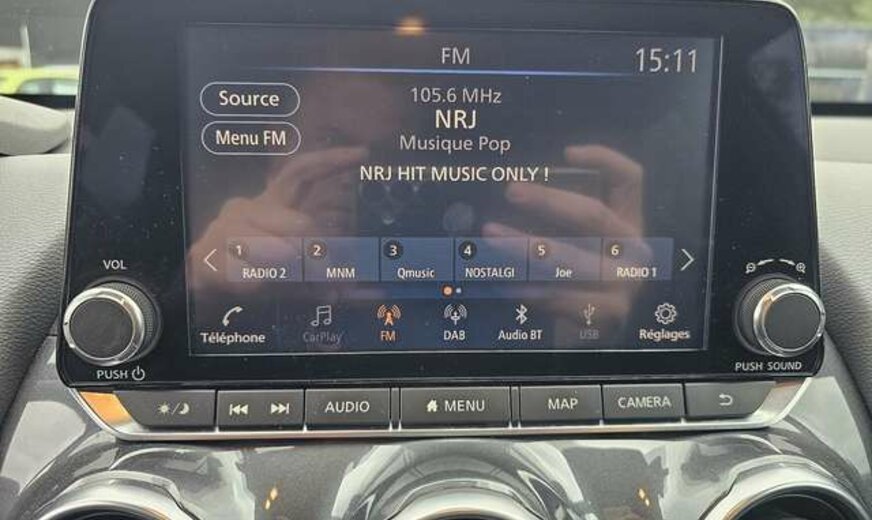 FM
15:11
Source
105.6 MHz
NRJ
Menu FM
Musique Pop
NRJ HIT MUSIC ONLY !
1 RADIO 2
2 MNM
3 Qmusic
4 NOSTALGI
5 Joe
6 RADIO 1
VOL
Téléphone
CarPlay
FM
DAB
Audio BT
USB
Réglages
PUSH
PUSH SOUND
AUDIO
MENU
MAP
CAMERA